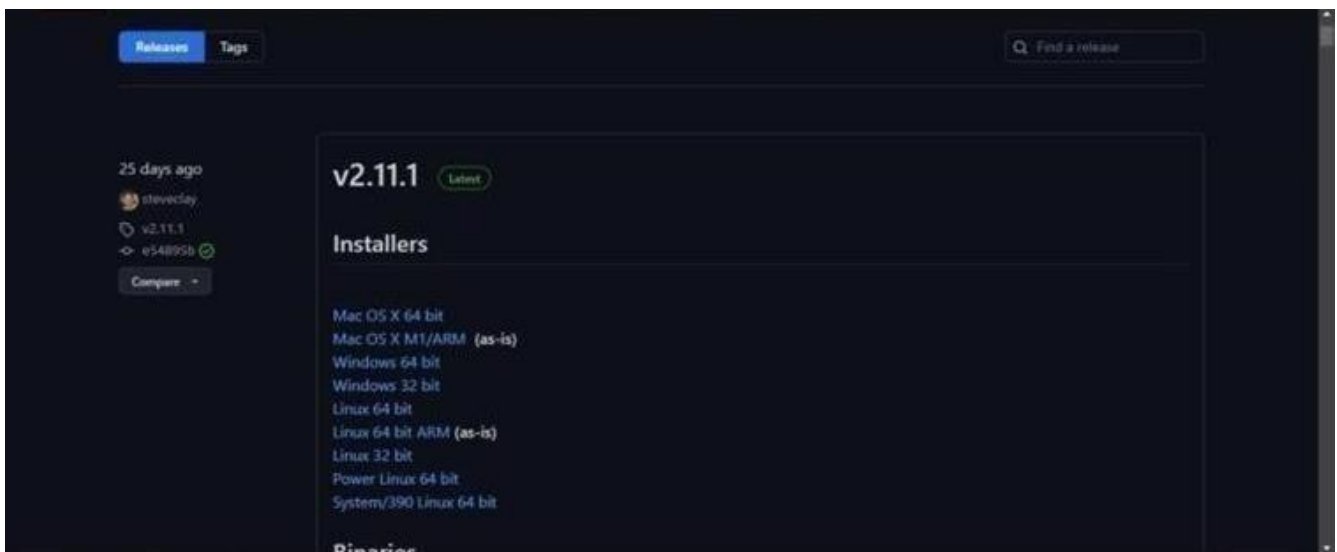 Releases Tags
Find a release
25 days ago
steveclay
v2.11.1
e54895b
Compare
v2.11.1 Latest
Installers
Mac OS X 64 bit
Mac OS X M1/ARM (as-is)
Windows 64 bit
Windows 32 bit
Linux 64 bit
Linux 64 bit ARM (as-is)
Linux 32 bit
Power Linux 64 bit
System/390 Linux 64 bit
Binaries